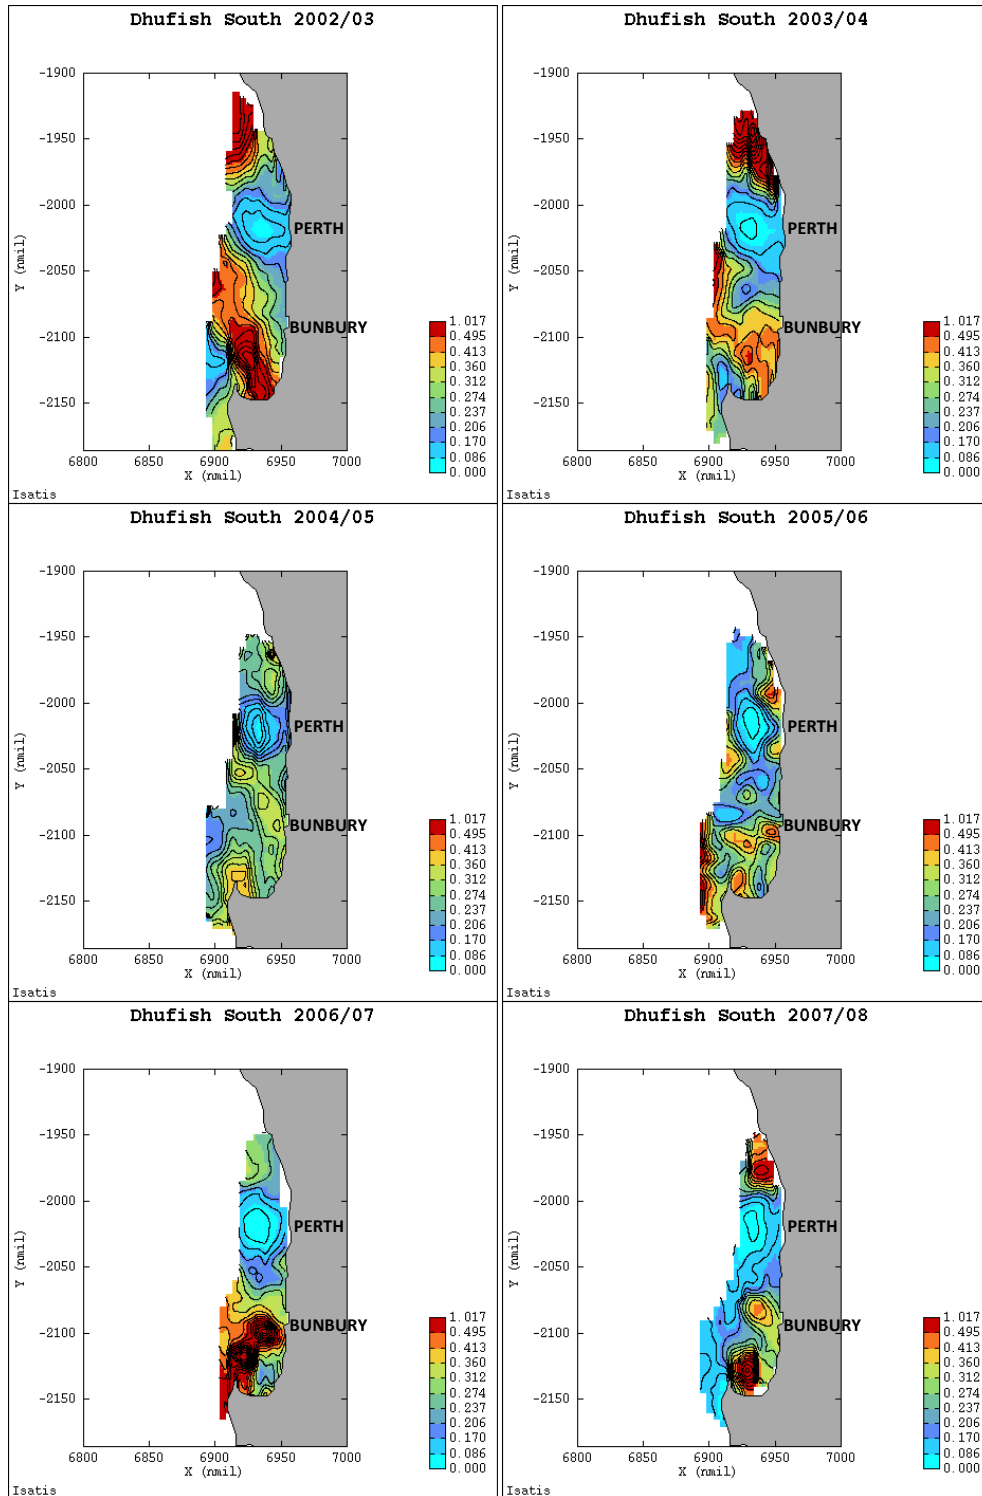 Dhufish South 2002/03
-1900
-1950
-2000
-2050
-2100
-2150
Y (nmil)
PERTH
BUNBURY
1.017
0.495
0.413
0.360
0.312
0.274
0.237
0.206
0.170
0.086
0.000
6800 6850 6900 6950 7000
X (nmil)
Isatis
Dhufish South 2003/04
-1900
-1950
-2000
-2050
-2100
-2150
Y (nmil)
PERTH
BUNBURY
1.017
0.495
0.413
0.360
0.312
0.274
0.237
0.206
0.170
0.086
0.000
6800 6850 6900 6950 7000
X (nmil)
Isatis
Dhufish South 2004/05
-1900
-1950
-2000
-2050
-2100
-2150
Y (nmil)
PERTH
BUNBURY
1.017
0.495
0.413
0.360
0.312
0.274
0.237
0.206
0.170
0.086
0.000
6800 6850 6900 6950 7000
X (nmil)
Isatis
Dhufish South 2005/06
-1900
-1950
-2000
-2050
-2100
-2150
Y (nmil)
PERTH
BUNBURY
1.017
0.495
0.413
0.360
0.312
0.274
0.237
0.206
0.170
0.086
0.000
6800 6850 6900 6950 7000
X (nmil)
Isatis
Dhufish South 2006/07
-1900
-1950
-2000
-2050
-2100
-2150
Y (nmil)
PERTH
BUNBURY
1.017
0.495
0.413
0.360
0.312
0.274
0.237
0.206
0.170
0.086
0.000
6800 6850 6900 6950 7000
X (nmil)
Isatis
Dhufish South 2007/08
-1900
-1950
-2000
-2050
-2100
-2150
Y (nmil)
PERTH
BUNBURY
1.017
0.495
0.413
0.360
0.312
0.274
0.237
0.206
0.170
0.086
0.000
6800 6850 6900 6950 7000
X (nmil)
Isatis